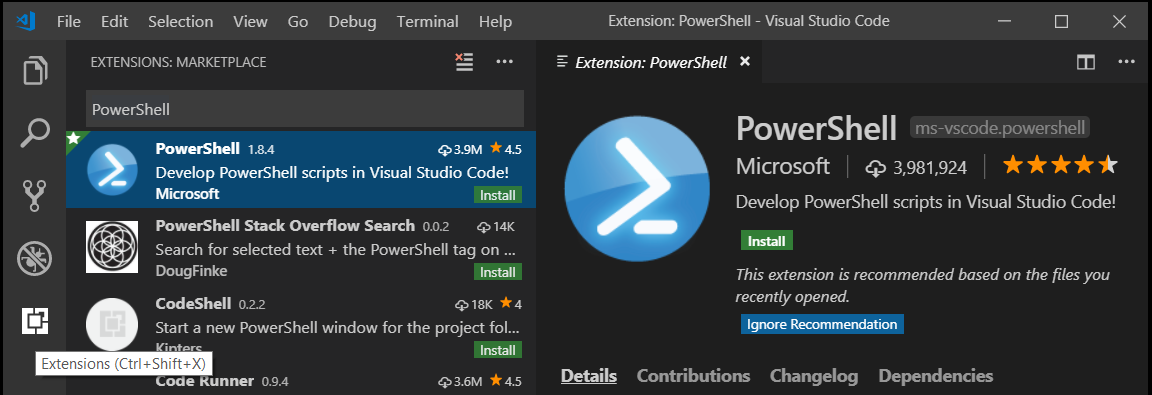 File Edit Selection View Go Debug Terminal Help
Extension: PowerShell - Visual Studio Code
EXTENSIONS: MARKETPLACE
PowerShell
PowerShell 1.8.4 3.9M 4.5
Develop PowerShell scripts in Visual Studio Code!
Microsoft Install
PowerShell Stack Overflow Search 0.0.2 14K
Search for selected text + the PowerShell tag on ...
DougFinke Install
CodeShell 0.2.2 18K 4
Start a new PowerShell window for the project fol...
Kipters Install
Code Runner 0.9.4 3.6M 4.5
Extensions (Ctrl+Shift+X)
Extension: PowerShell
PowerShell ms-vscode.powershell
Microsoft 3,981,924
Develop PowerShell scripts in Visual Studio Code!
Install
This extension is recommended based on the files you
recently opened.
Ignore Recommendation
Details Contributions Changelog Dependencies